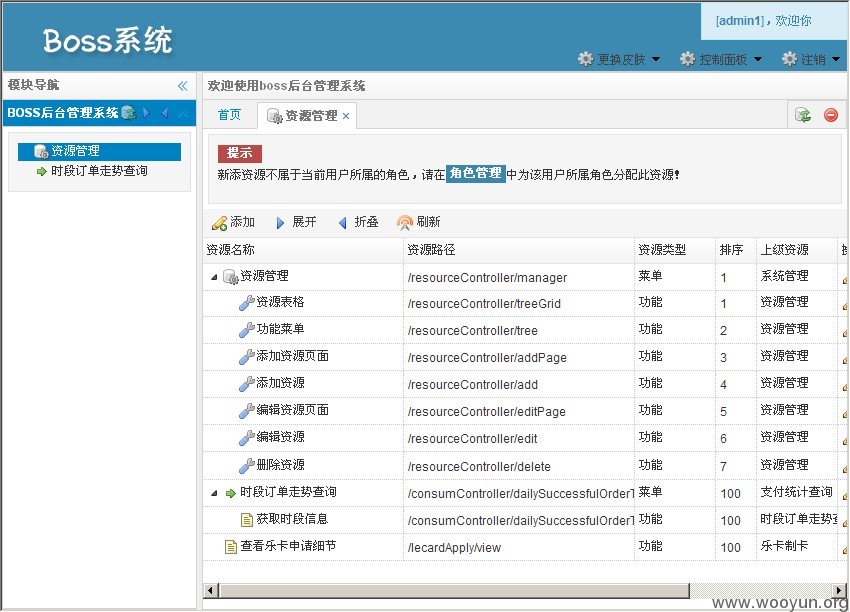 [admin1]，欢迎你
Boss系统
更换皮肤 控制面板 注销
模块导航 欢迎使用boss后台管理系统
BOSS后台管理系统 首页 资源管理
资源管理
时段订单走势查询
提示
新添资源不属于当前用户所属的角色，请在 角色管理 中为该用户所属角色分配此资源!
添加 展开 折叠 刷新
资源名称 资源路径 资源类型 排序 上级资源
资源管理 /resourceController/manager 菜单 1 系统管理
资源表格 /resourceController/treeGrid 功能 1 资源管理
功能菜单 /resourceController/tree 功能 2 资源管理
添加资源页面 /resourceController/addPage 功能 3 资源管理
添加资源 /resourceController/add 功能 4 资源管理
编辑资源页面 /resourceController/editPage 功能 5 资源管理
编辑资源 /resourceController/edit 功能 6 资源管理
删除资源 /resourceController/delete 功能 7 资源管理
时段订单走势查询 /consumController/dailySuccessfulOrderT 菜单 100 支付统计查询
获取时段信息 /consumController/dailySuccessfulOrderT 功能 100 时段订单走势
查看乐卡申请细节 /lecardApply/view 功能 100 乐卡制卡
www.wooyun.org